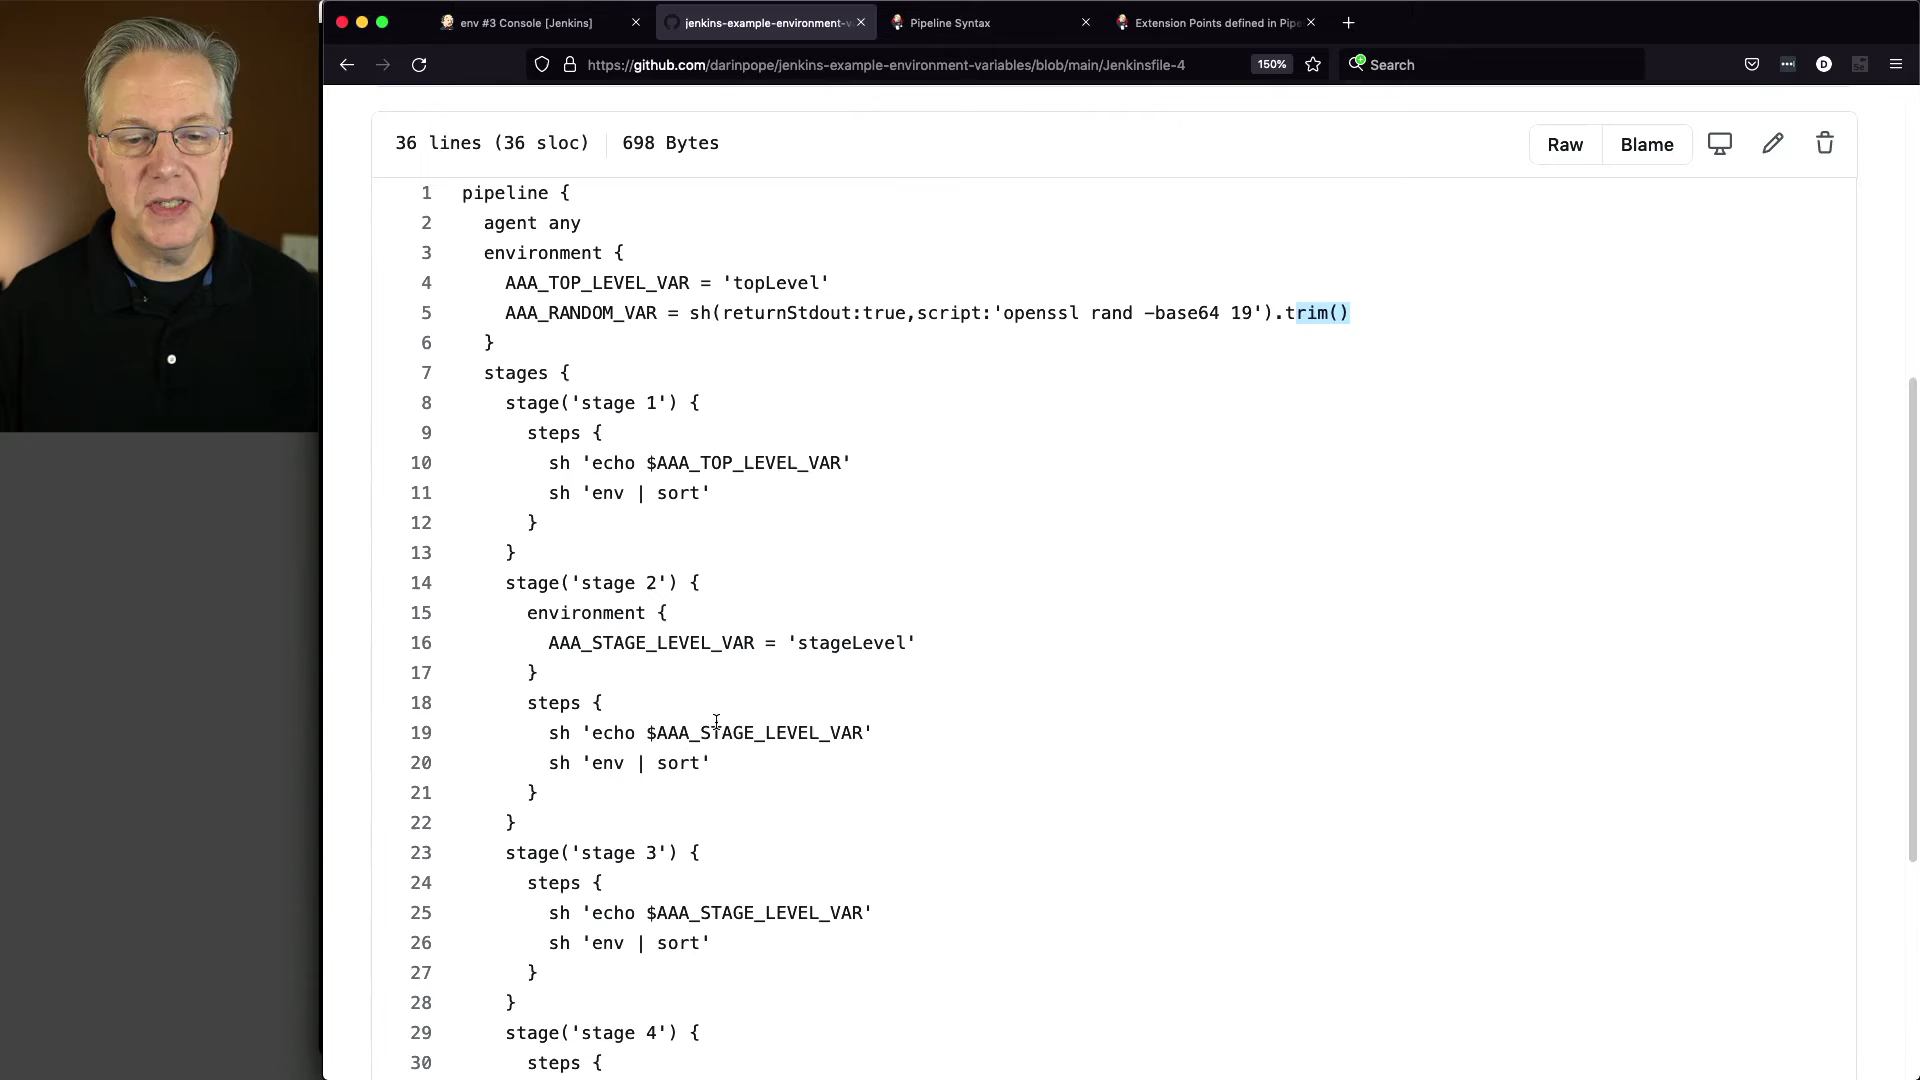 env #3 Console [Jenkins]
jenkins-example-environment-v
Pipeline Syntax
Extension Points defined in Pipe
https://github.com/darinpope/jenkins-example-environment-variables/blob/main/Jenkinsfile-4
150%
Search
D
36 lines (36 sloc)
698 Bytes
Raw
Blame
1 pipeline {
2 agent any
3 environment {
4 AAA_TOP_LEVEL_VAR = 'topLevel'
5 AAA_RANDOM_VAR = sh(returnStdout:true,script:'openssl rand -base64 19').trim()
6 }
7 stages {
8 stage('stage 1') {
9 steps {
10 sh 'echo $AAA_TOP_LEVEL_VAR'
11 sh 'env | sort'
12 }
13 }
14 stage('stage 2') {
15 environment {
16 AAA_STAGE_LEVEL_VAR = 'stageLevel'
17 }
18 steps {
19 sh 'echo $AAA_STAGE_LEVEL_VAR'
20 sh 'env | sort'
21 }
22 }
23 stage('stage 3') {
24 steps {
25 sh 'echo $AAA_STAGE_LEVEL_VAR'
26 sh 'env | sort'
27 }
28 }
29 stage('stage 4') {
30 steps {